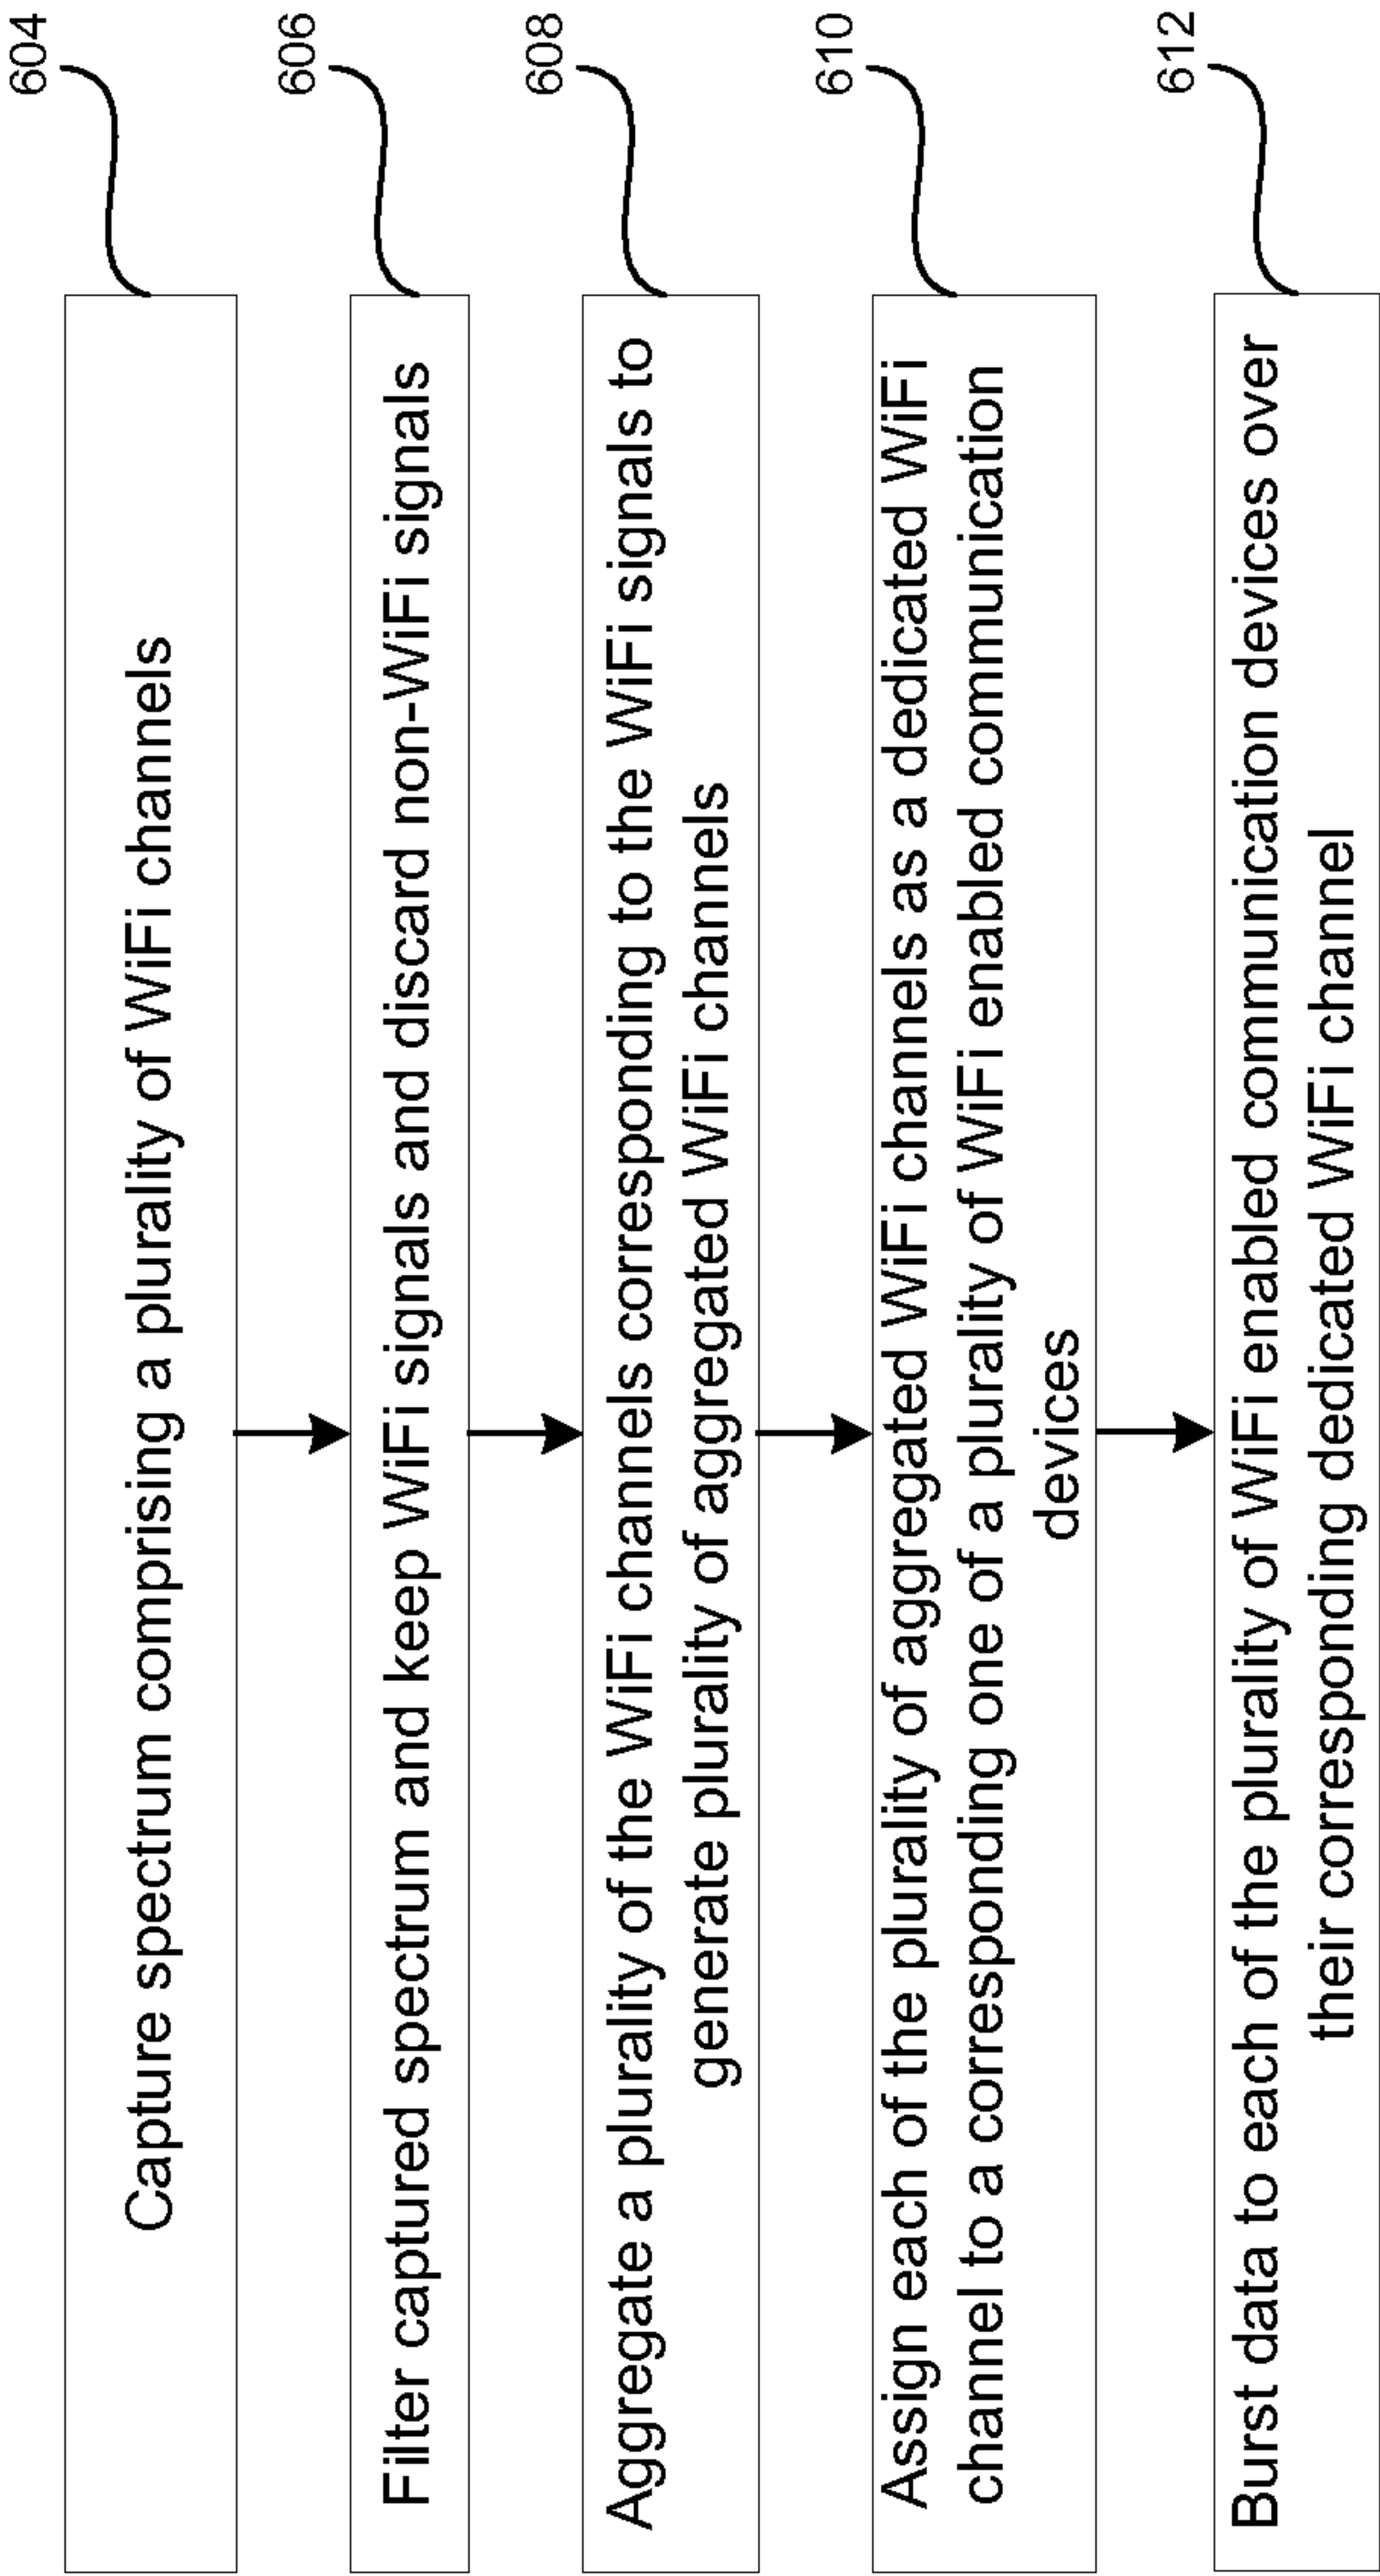 604
Capture spectrum comprising a plurality of WiFi channels
606
Filter captured spectrum and keep WiFi signals and discard non-WiFi signals
608
Aggregate a plurality of the WiFi channels corresponding to the WiFi signals to
generate plurality of aggregated WiFi channels
610
Assign each of the plurality of aggregated WiFi channels as a dedicated WiFi
channel to a corresponding one of a plurality of WiFi enabled communication
devices
612
Burst data to each of the plurality of WiFi enabled communication devices over
their corresponding dedicated WiFi channel